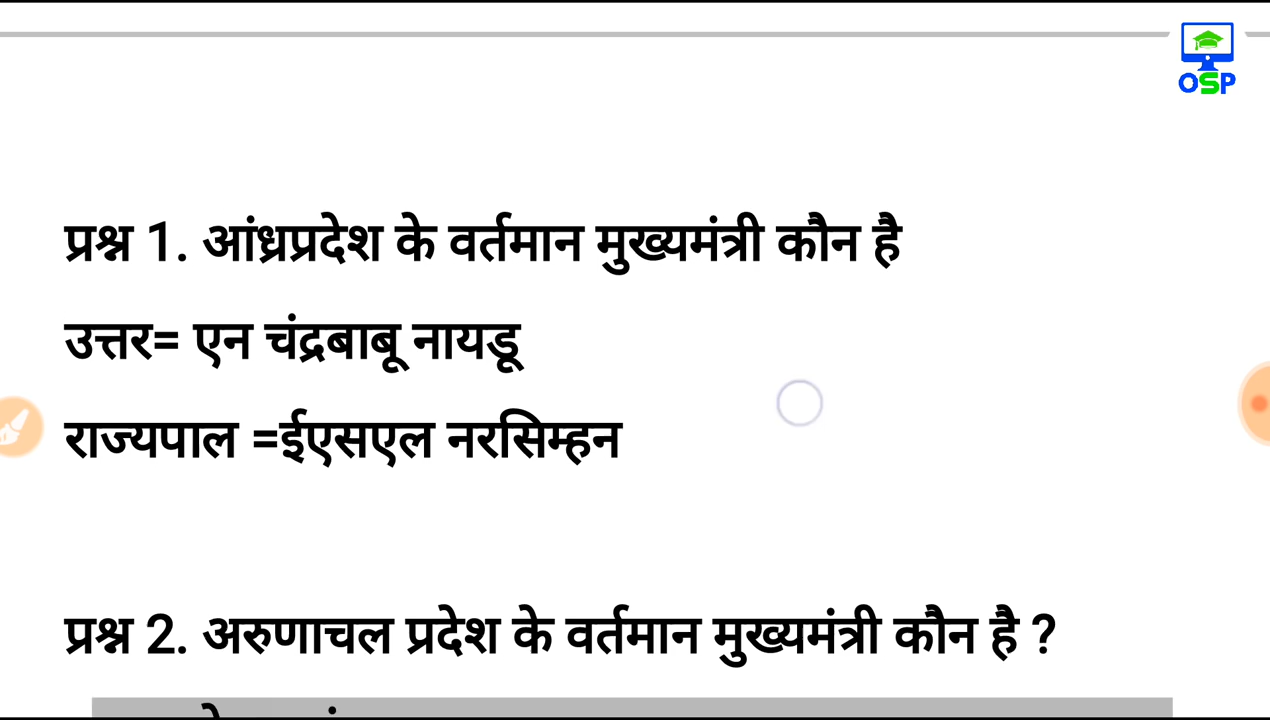 OSP
प्रश्न 1. आंध्रप्रदेश के वर्तमान मुख्यमंत्री कौन है
उत्तर= एन चंद्रबाबू नायडू
राज्यपाल =ईएसएल नरसिम्हन
प्रश्न 2. अरुणाचल प्रदेश के वर्तमान मुख्यमंत्री कौन है ?